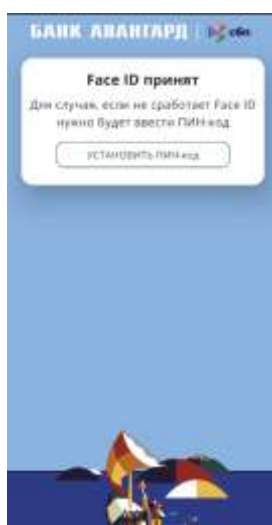 БАНК АВАНГАРД | сбп
Face ID принят
Для случая, если не сработает Face ID
нужно будет ввести ПИН-код
УСТАНОВИТЬ ПИН-код